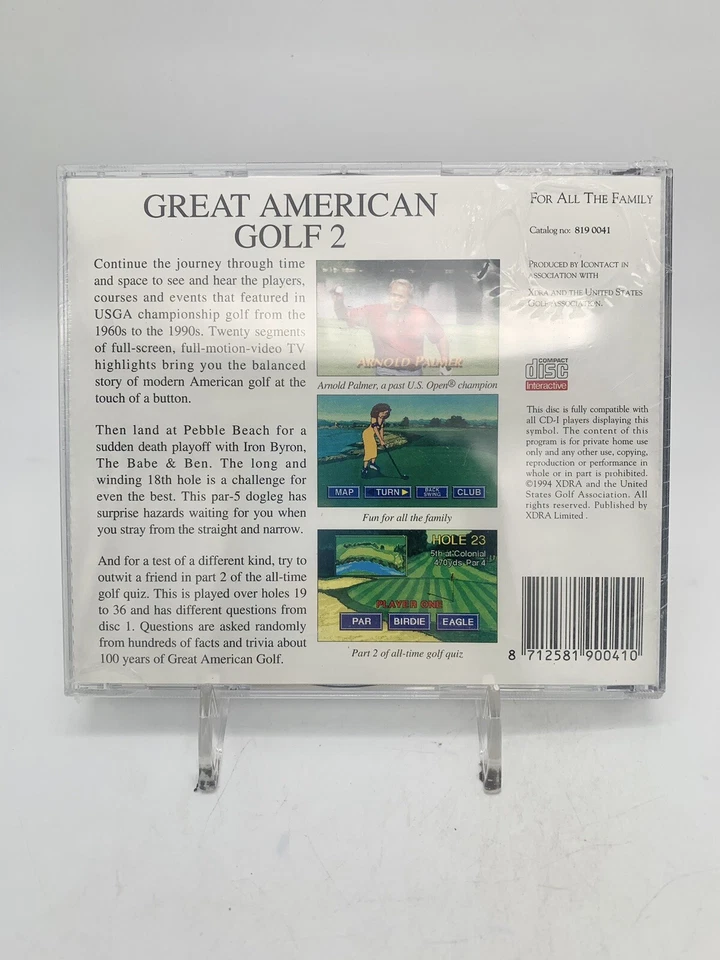 GREAT AMERICAN
GOLF 2
Continue the journey through time
and space to see and hear the players,
courses and events that featured in
USGA championship golf from the
1960s to the 1990s. Twenty segments
of full-screen, full-motion-video TV
highlights bring you the balanced
story of modern American golf at the
touch of a button.
Then land at Pebble Beach for a
sudden death playoff with Iron Byron,
The Babe & Ben. The long and
winding 18th hole is a challenge for
even the best. This par-5 dogleg has
surprise hazards waiting for you when
you stray from the straight and narrow.
And for a test of a different kind, try to
outwit a friend in part 2 of the all-time
golf quiz. This is played over holes 19
to 36 and has different questions from
disc 1. Questions are asked randomly
from hundreds of facts and trivia about
100 years of Great American Golf.
ARNOLD PALMER
Arnold Palmer, a past U.S. Open® champion
MAP TURN BACK SWING CLUB
Fun for all the family
HOLE 23
5th at Colonial
470yds, Par 4
PLAYER ONE
PAR BIRDIE EAGLE
Part 2 of all-time golf quiz
FOR ALL THE FAMILY
Catalog no: 819 0041
PRODUCED BY ICONTACT IN
ASSOCIATION WITH
XDRA AND THE UNITED STATES
GOLF ASSOCIATION.
COMPACT
disc
Interactive
This disc is fully compatible with
all CD-I players displaying this
symbol. The content of this
program is for private home use
only and any other use, copying,
reproduction or performance in
whole or in part is prohibited.
©1994 XDRA and the United
States Golf Association. All
rights reserved. Published by
XDRA Limited .
8 712581 900410